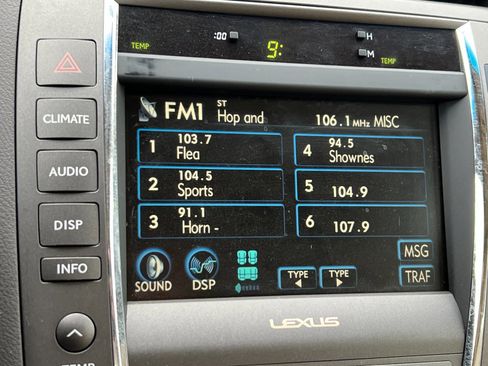 :00 H
TEMP 9: M TEMP
CLIMATE
AUDIO
DISP
INFO
FM1 ST Hop and 106.1 MHz MISC
1 103.7 Flea
4 94.5 Shownes
2 104.5 Sports
5 104.9
3 91.1 Horn -
6 107.9
MSG
SOUND DSP TYPE TYPE TRAF
LEXUS
TEMP